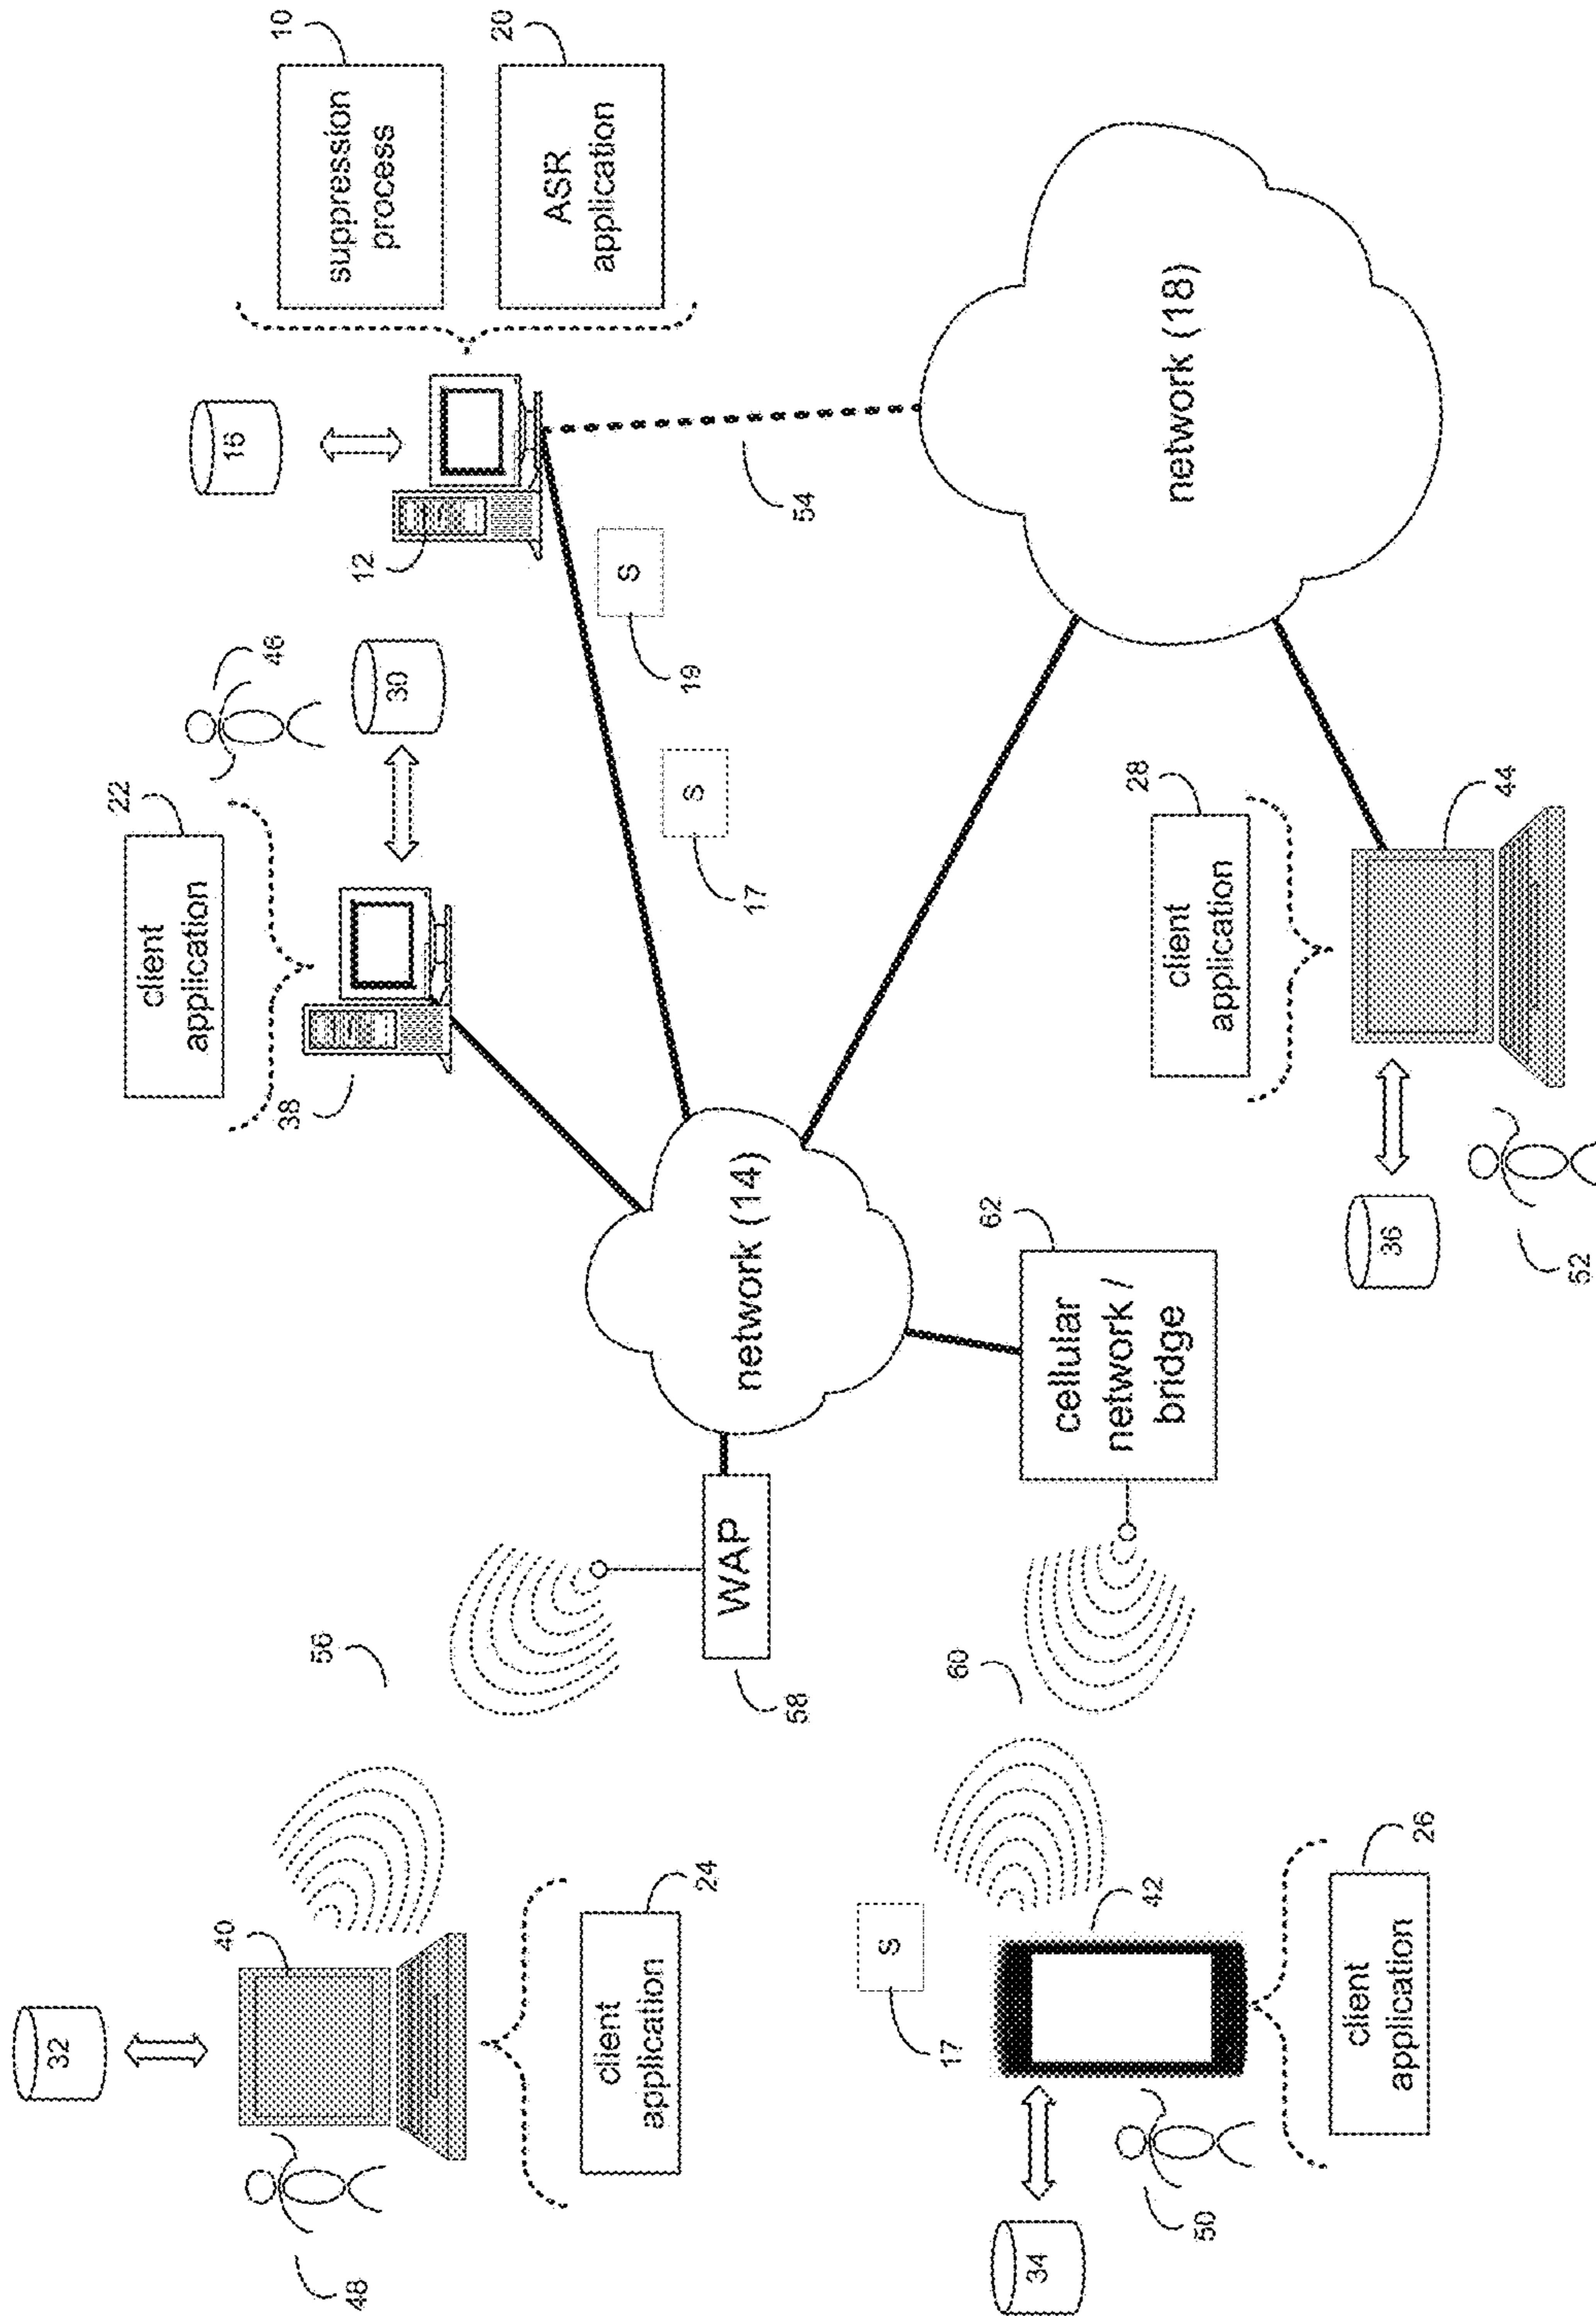 32
22
client
application
48
40
16
46
38
10
56
suppression
process
12
30
20
ASR
application
client
application
24
S
19
S
17
WAP
network (14)
58
54
S
17
60
62
34
cellular
network /
bridge
42
28
network (18)
50
client
application
client
application
26
36
44
52